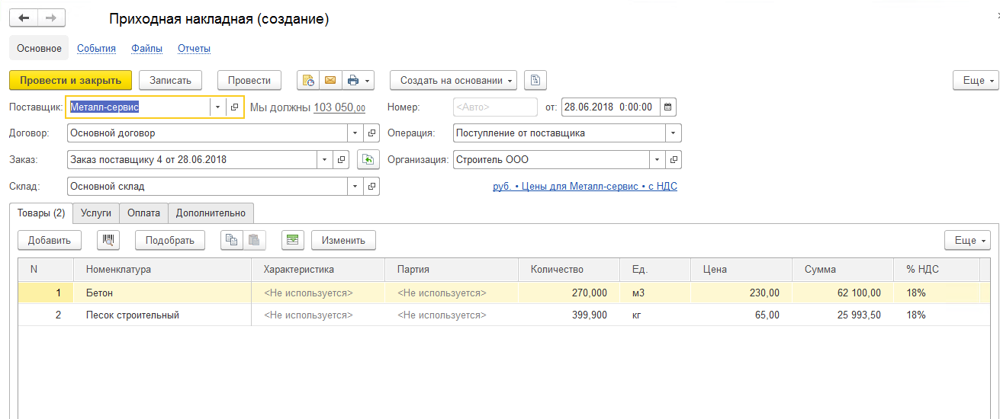 Приходная накладная (создание)
Основное События Файлы Отчеты
Провести и закрыть Записать Провести Создать на основании Еще
Поставщик: Металл-сервис Мы должны 103 050,00 Номер: <Авто> от: 28.06.2018 0:00:00
Договор: Основной договор Операция: Поступление от поставщика
Заказ: Заказ поставщику 4 от 28.06.2018 Организация: Строитель ООО
Склад: Основной склад руб. • Цены для Металл-сервис • с НДС
Товары (2) Услуги Оплата Дополнительно
Добавить Подобрать Изменить Еще
N Номенклатура Характеристика Партия Количество Ед. Цена Сумма % НДС
1 Бетон <Не используется> <Не используется> 270,000 м3 230,00 62 100,00 18%
2 Песок строительный <Не используется> <Не используется> 399,900 кг 65,00 25 993,50 18%